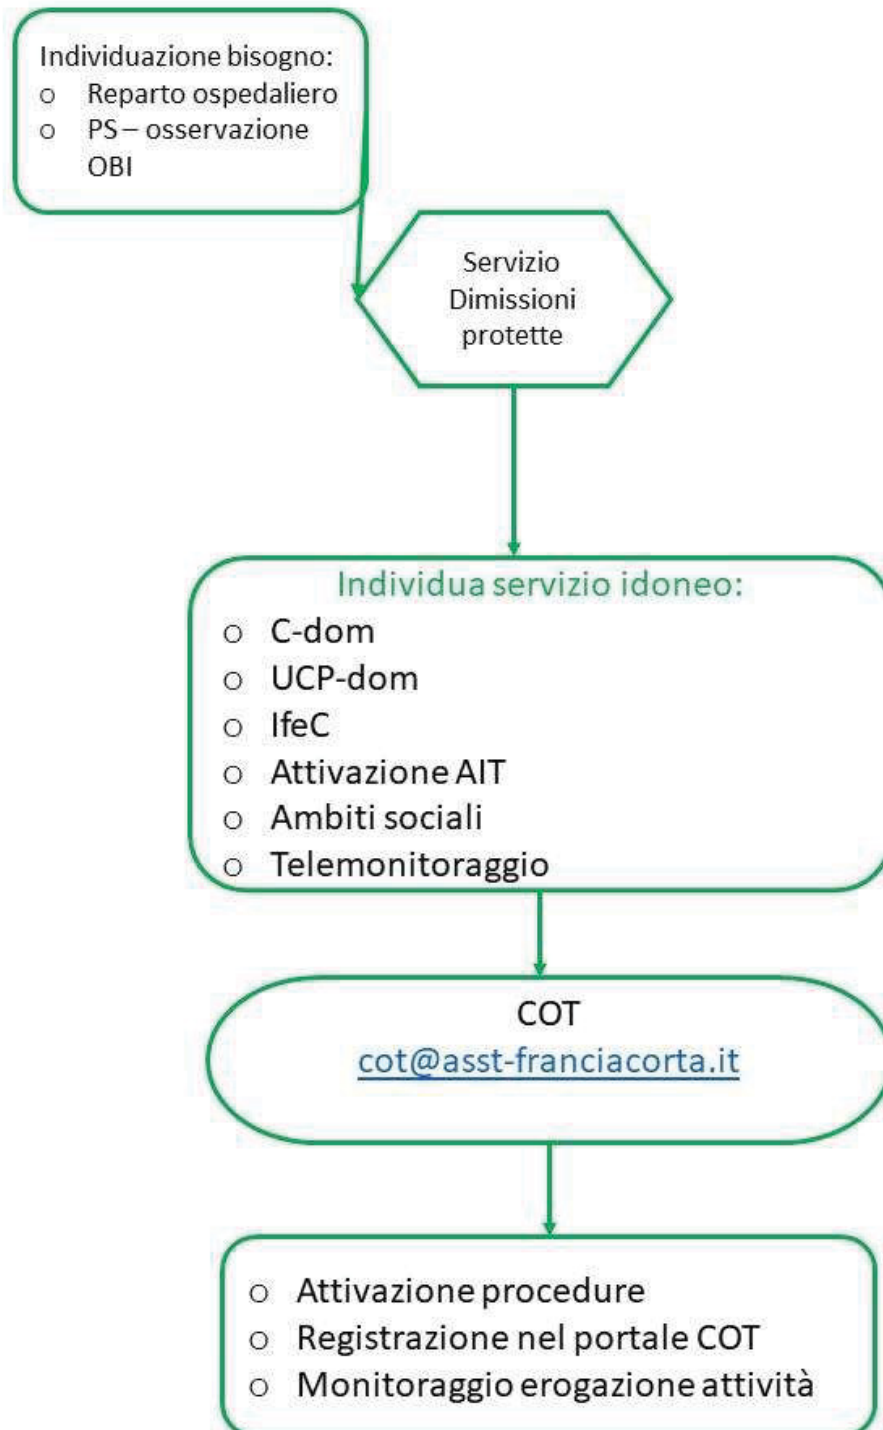 Individuazione bisogno:
o Reparto ospedaliero
o PS – osservazione
OBI
Servizio
Dimissioni
protette
Individua servizio idoneo:
o C-dom
o UCP-dom
o IfeC
o Attivazione AIT
o Ambiti sociali
o Telemonitoraggio
COT
cot@asst-franciacorta.it
o Attivazione procedure
o Registrazione nel portale COT
o Monitoraggio erogazione attività